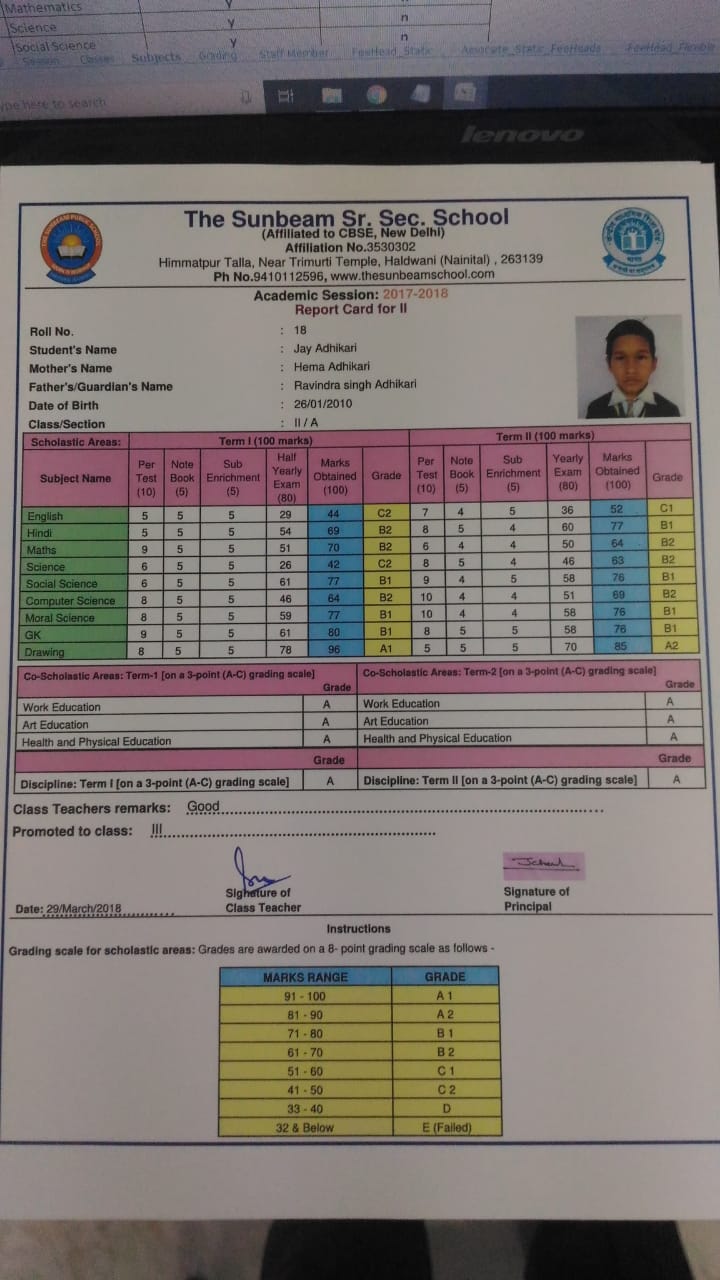 Mathematics y
Science y n
Social Science y n
Season Classes Subjects Grading Staff Member FeeHead_Static Associate_Static_FeeHeads FeeHead_Flexible
ype here to search
lenovo
The Sunbeam Sr. Sec. School
(Affiliated to CBSE, New Delhi)
Affiliation No.3530302
Himmatpur Talla, Near Trimurti Temple, Haldwani (Nainital) , 263139
Ph No.9410112596, www.thesunbeamschool.com
Academic Session: 2017-2018
Report Card for II
Roll No. : 18
Student's Name : Jay Adhikari
Mother's Name : Hema Adhikari
Father's/Guardian's Name : Ravindra singh Adhikari
Date of Birth : 26/01/2010
Class/Section : II / A
Scholastic Areas: Term I (100 marks) Term II (100 marks)
Subject Name Per Test (10) Note Book (5) Sub Enrichment (5) Half Yearly Exam (80) Marks Obtained (100) Grade Per Test (10) Note Book (5) Sub Enrichment (5) Yearly Exam (80) Marks Obtained (100) Grade
English 5 5 5 29 44 C2 7 4 5 36 52 C1
Hindi 5 5 5 54 69 B2 8 5 4 60 77 B1
Maths 9 5 5 51 70 B2 6 4 4 50 64 B2
Science 6 5 5 26 42 C2 8 5 4 46 63 B2
Social Science 6 5 5 61 77 B1 9 4 5 58 76 B1
Computer Science 8 5 5 46 64 B2 10 4 4 51 69 B2
Moral Science 8 5 5 59 77 B1 10 4 4 58 76 B1
GK 9 5 5 61 80 B1 8 5 5 58 76 B1
Drawing 8 5 5 78 96 A1 5 5 5 70 85 A2
Co-Scholastic Areas: Term-1 [on a 3-point (A-C) grading scale] Grade Co-Scholastic Areas: Term-2 [on a 3-point (A-C) grading scale] Grade
Work Education A Work Education A
Art Education A Art Education A
Health and Physical Education A Health and Physical Education A
Grade Grade
Discipline: Term I [on a 3-point (A-C) grading scale] A Discipline: Term II [on a 3-point (A-C) grading scale] A
Class Teachers remarks: Good
Promoted to class: III
Signature of Class Teacher
Signature of Principal
Date: 29/March/2018
Instructions
Grading scale for scholastic areas: Grades are awarded on a 8- point grading scale as follows -
MARKS RANGE GRADE
91 - 100 A 1
81 - 90 A 2
71 - 80 B 1
61 - 70 B 2
51 - 60 C 1
41 - 50 C 2
33 - 40 D
32 & Below E (Failed)